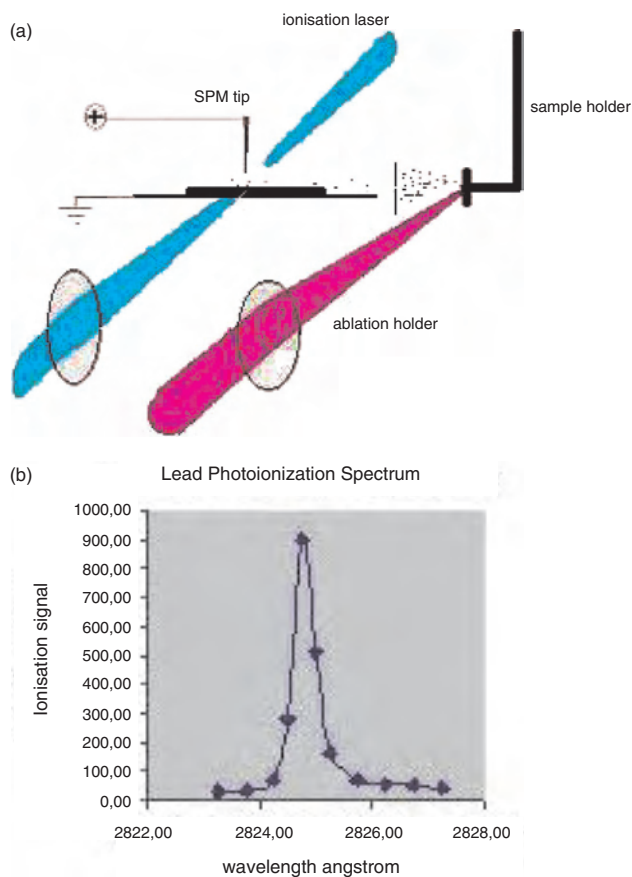 (a)
ionisation laser
SPM tip
sample holder
ablation holder
(b)
Lead Photoionization Spectrum
1000,00
900,00
800,00
700,00
600,00
500,00
400,00
300,00
200,00
100,00
0,00
Ionisation signal
2822,00 2824,00 2826,00 2828,00
wavelength angstrom